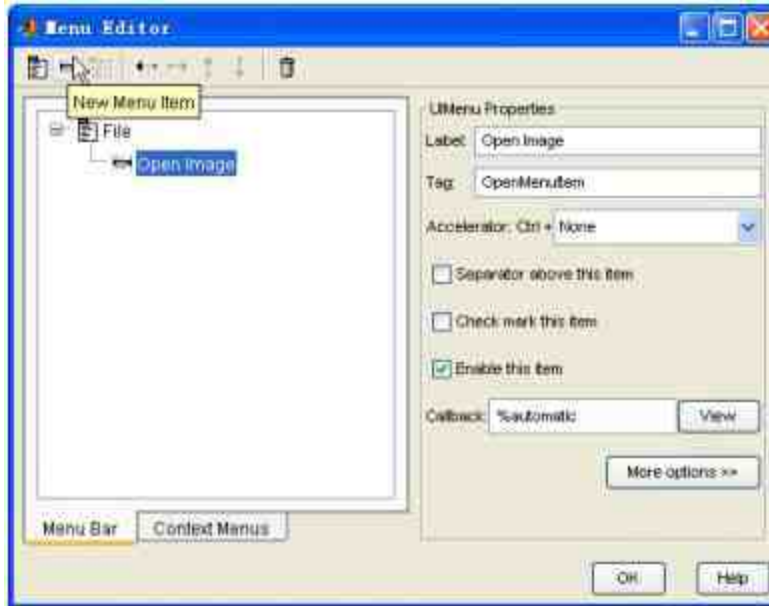 Menu Editor
New Menu Item
File
Open Image
UIMenu Properties
Label: Open Image
Tag: OpenMenuItem
Accelerator: Ctrl + None
Separator above this item
Check mark this item
Enable this item
Callback: %automatic View
More options >>
Menu Bar Context Menus
OK Help